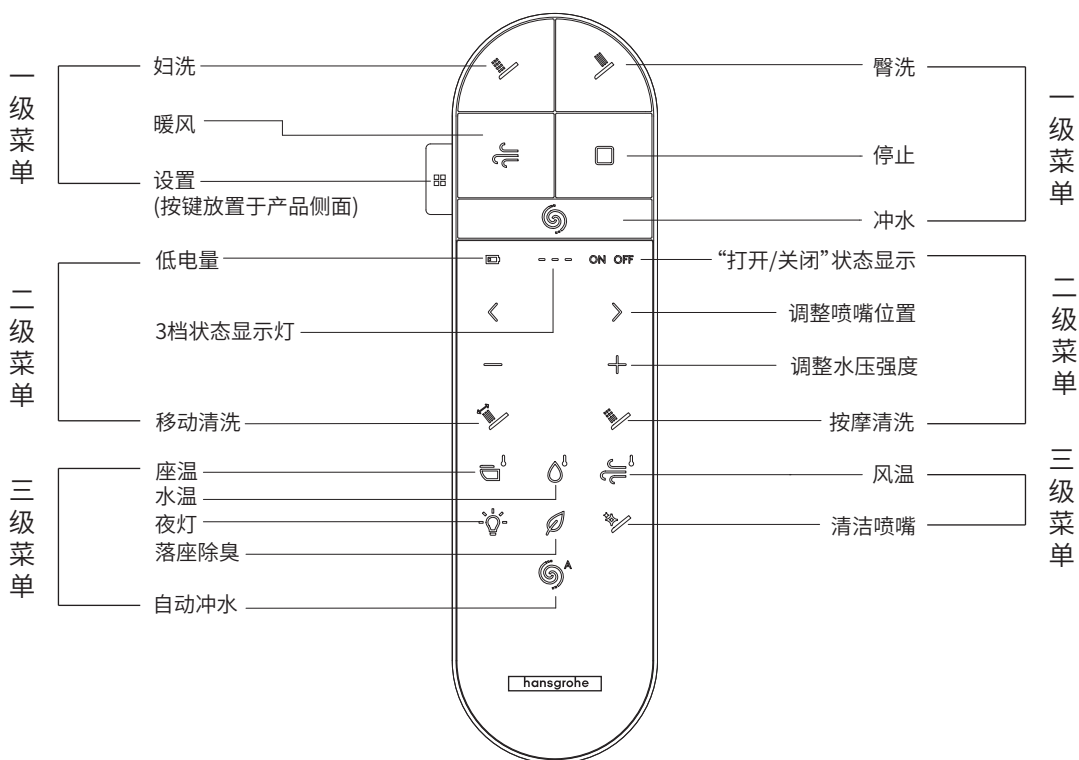 一级菜单
妇洗
暖风
设置
(按键放置于产品侧面)
臀洗
停止
冲水
一级菜单
二级菜单
低电量
3档状态显示灯
移动清洗
ON OFF
“打开/关闭”状态显示
调整喷嘴位置
调整水压强度
按摩清洗
二级菜单
三级菜单
座温
水温
夜灯
落座除臭
自动冲水
A
风温
清洁喷嘴
三级菜单
hansgrohe